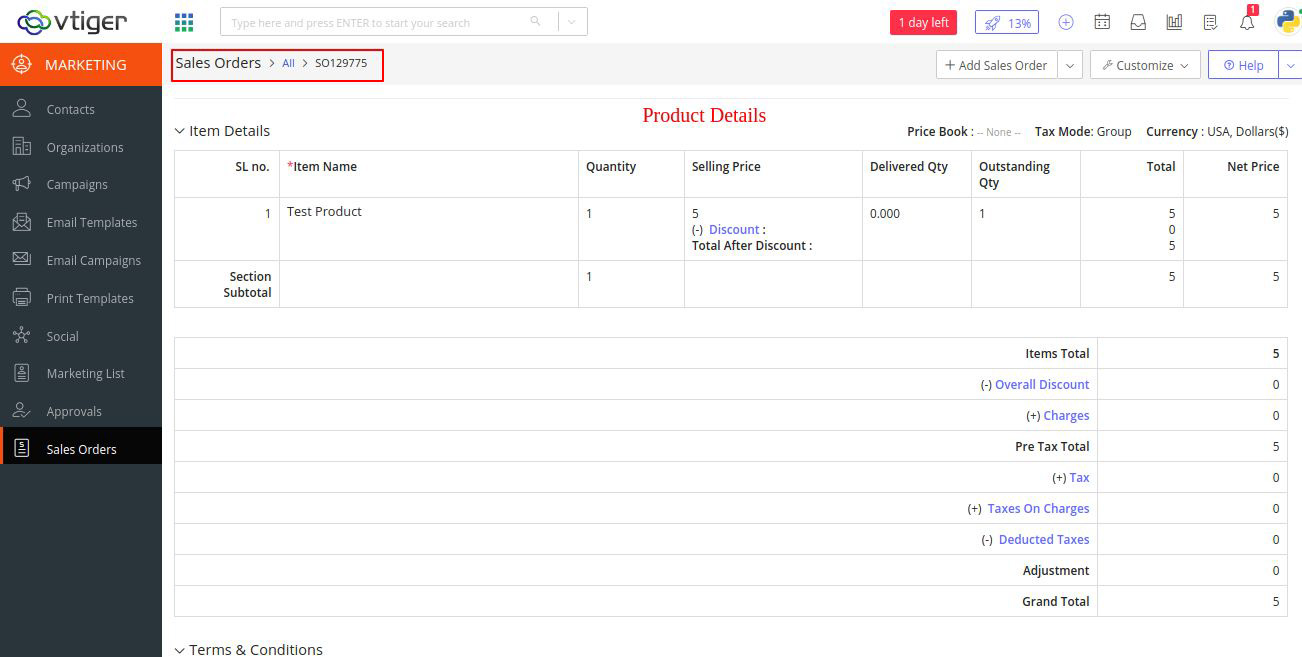 vtiger
Type here and press ENTER to start your search
1 day left
13%
1
MARKETING
Sales Orders > All > SO129775
+ Add Sales Order
Customize
Help
Contacts
Organizations
Campaigns
Email Templates
Email Campaigns
Print Templates
Social
Marketing List
Approvals
Sales Orders
Product Details
Item Details
Price Book : -- None -- Tax Mode: Group Currency : USA, Dollars($)
SL no. *Item Name Quantity Selling Price Delivered Qty Outstanding Qty Total Net Price
1 Test Product 1 5 0.000 1 5 5
(-) Discount : 0
Total After Discount : 5
Section Subtotal 1 5 5
Items Total 5
(-) Overall Discount 0
(+) Charges 0
Pre Tax Total 5
(+) Tax 0
(+) Taxes On Charges 0
(-) Deducted Taxes 0
Adjustment 0
Grand Total 5
Terms & Conditions